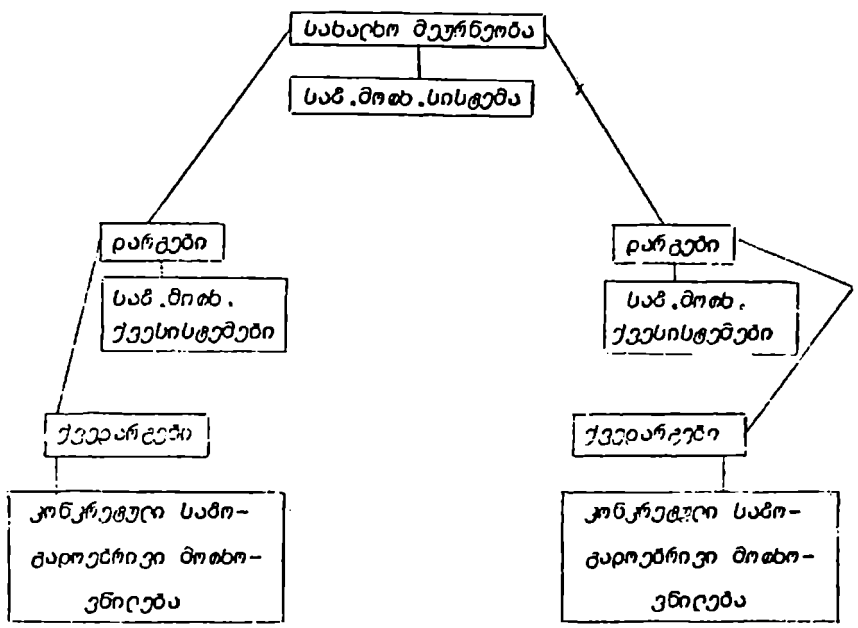 სახალხო მეურნეობა
საზ.მოთხ.სისტემა
დარგები
დარგები
საზ.მოთხ.
ქვესისტემები
საზ.მოთხ.
ქვესისტემები
ქვედარგები
ქვედარგები
კონკრეტული საზო-
გადოებრივი მოთხო-
ვნილება
კონკრეტული საზო-
გადოებრივი მოთხო-
ვნილება